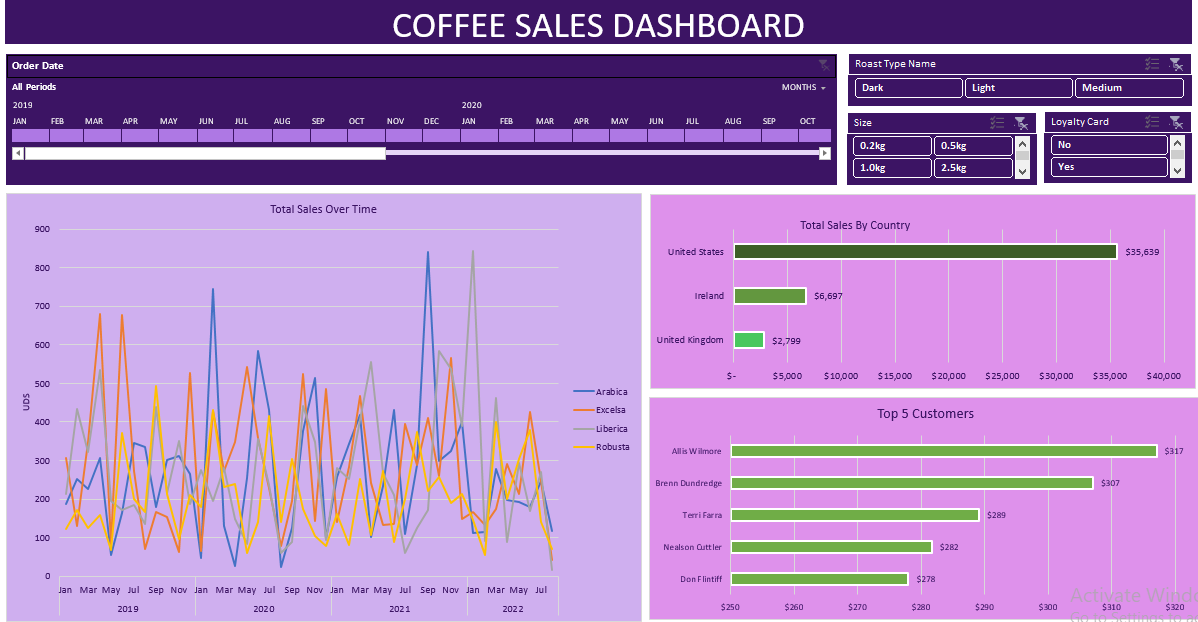 COFFEE SALES DASHBOARD
Order Date
All Periods
MONTHS
2019 2020
JAN FEB MAR APR MAY JUN JUL AUG SEP OCT NOV DEC JAN FEB MAR APR MAY JUN JUL AUG SEP OCT
Roast Type Name
Dark Light Medium
Size
0.2kg 0.5kg
1.0kg 2.5kg
Loyalty Card
No
Yes
Total Sales Over Time
900
800
700
600
500
400
300
200
100
0
UDS
Jan Mar May Jul Sep Nov Jan Mar May Jul Sep Nov Jan Mar May Jul Sep Nov Jan Mar May Jul
2019 2020 2021 2022
Arabica
Excelsa
Liberica
Robusta
Total Sales By Country
United States $35,639
Ireland $6,697
United Kingdom $2,799
$- $5,000 $10,000 $15,000 $20,000 $25,000 $30,000 $35,000 $40,000
Top 5 Customers
Allis Wilmore $317
Brenn Dundredge $307
Terri Farra $289
Nealson Cuttler $282
Don Flintiff $278
$250 $260 $270 $280 $290 $300 $310 $320
Activate Windo
Go to Settings to a